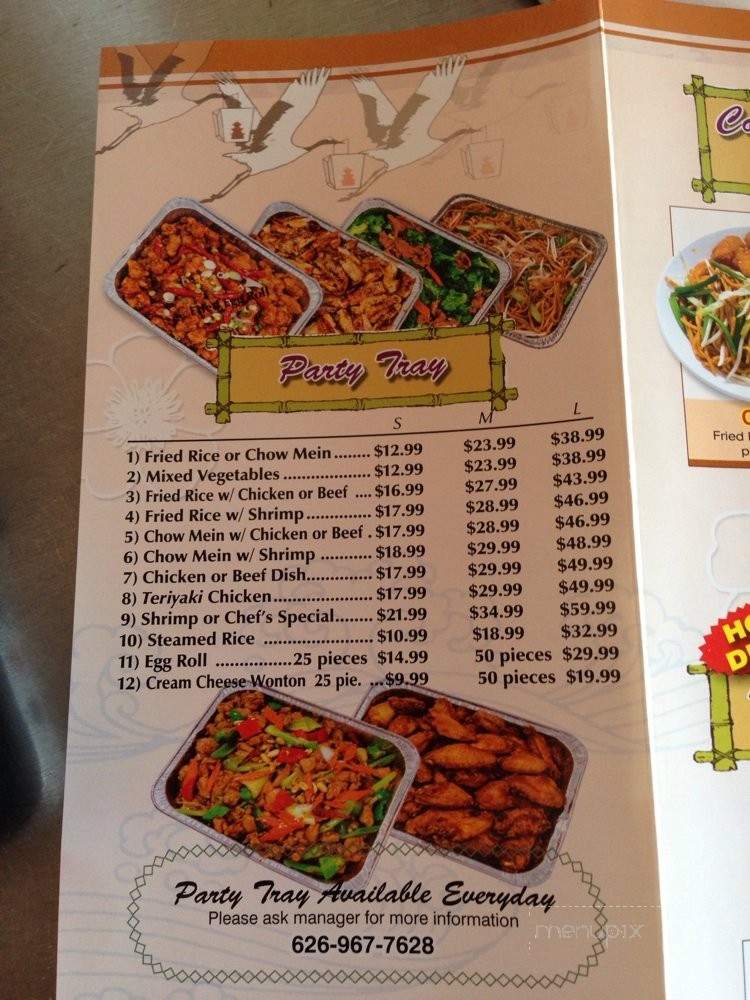 Party Tray
S M L
1) Fried Rice or Chow Mein........ $12.99 $23.99 $38.99
2) Mixed Vegetables ..................... $12.99 $23.99 $38.99
3) Fried Rice w/ Chicken or Beef .... $16.99 $27.99 $43.99
4) Fried Rice w/ Shrimp............... $17.99 $28.99 $46.99
5) Chow Mein w/ Chicken or Beef . $17.99 $28.99 $46.99
6) Chow Mein w/ Shrimp ........... $18.99 $29.99 $48.99
7) Chicken or Beef Dish............... $17.99 $29.99 $49.99
8) Teriyaki Chicken...................... $17.99 $29.99 $49.99
9) Shrimp or Chef's Special........ $21.99 $34.99 $59.99
10) Steamed Rice ........................ $10.99 $18.99 $32.99
11) Egg Roll ................25 pieces $14.99 50 pieces $29.99
12) Cream Cheese Wonton 25 pie. ...$9.99 50 pieces $19.99
Party Tray Available Everyday
Please ask manager for more information
626-967-7628
menupix
Fried